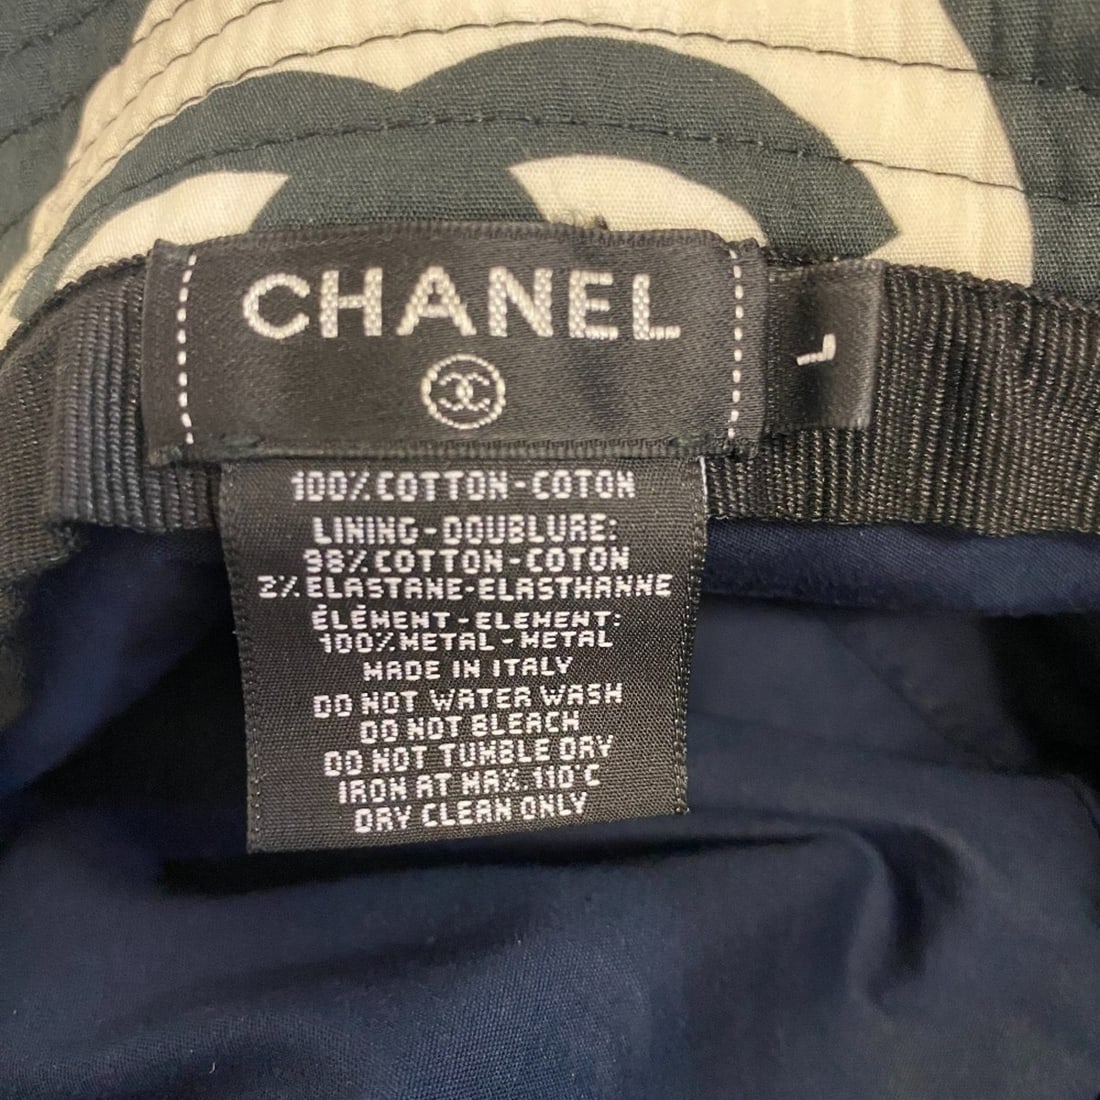 CHANEL
L
100% COTTON-COTON
LINING-DOUBLURE:
98% COTTON-COTON
2% ELASTANE-ELASTHANNE
ÉLÉMENT-ELEMENT:
100% METAL-METAL
MADE IN ITALY
DO NOT WATER WASH
DO NOT BLEACH
DO NOT TUMBLE DRY
IRON AT MAX. 110°C
DRY CLEAN ONLY